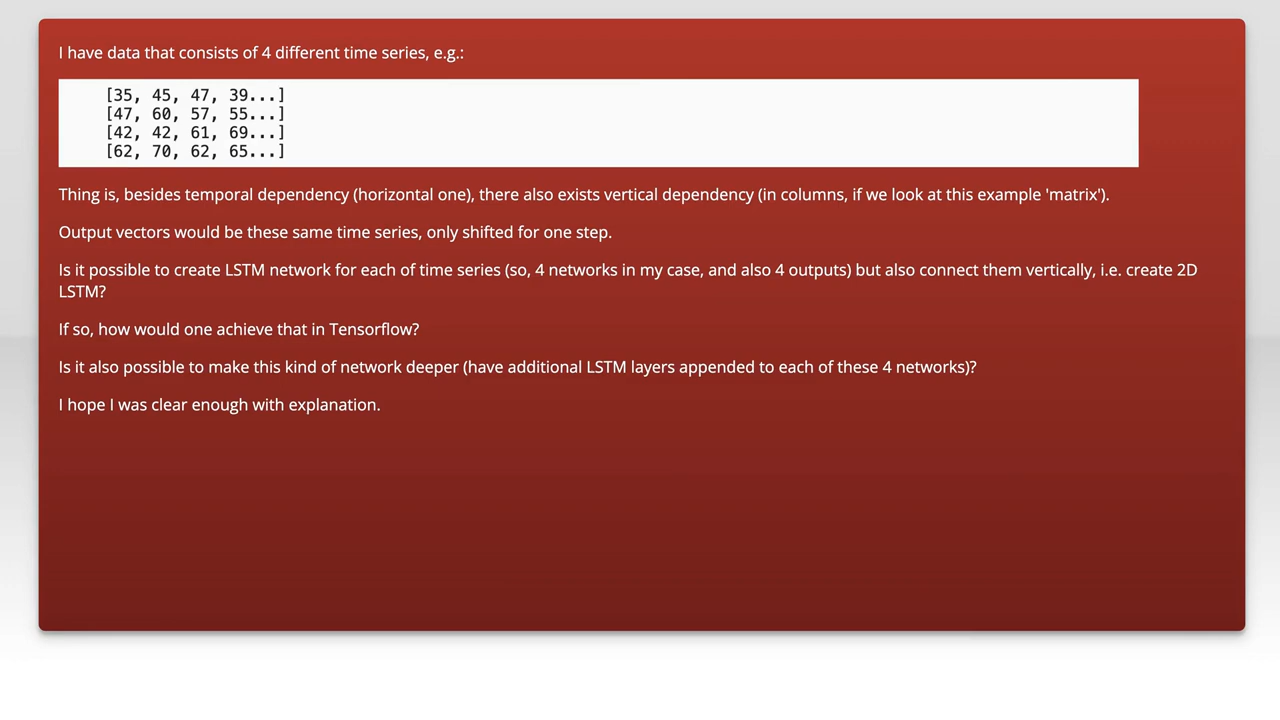 I have data that consists of 4 different time series, e.g.:
[35, 45, 47, 39...]
[47, 60, 57, 55...]
[42, 42, 61, 69...]
[62, 70, 62, 65...]
Thing is, besides temporal dependency (horizontal one), there also exists vertical dependency (in columns, if we look at this example 'matrix').
Output vectors would be these same time series, only shifted for one step.
Is it possible to create LSTM network for each of time series (so, 4 networks in my case, and also 4 outputs) but also connect them vertically, i.e. create 2D
LSTM?
If so, how would one achieve that in Tensorflow?
Is it also possible to make this kind of network deeper (have additional LSTM layers appended to each of these 4 networks)?
I hope I was clear enough with explanation.